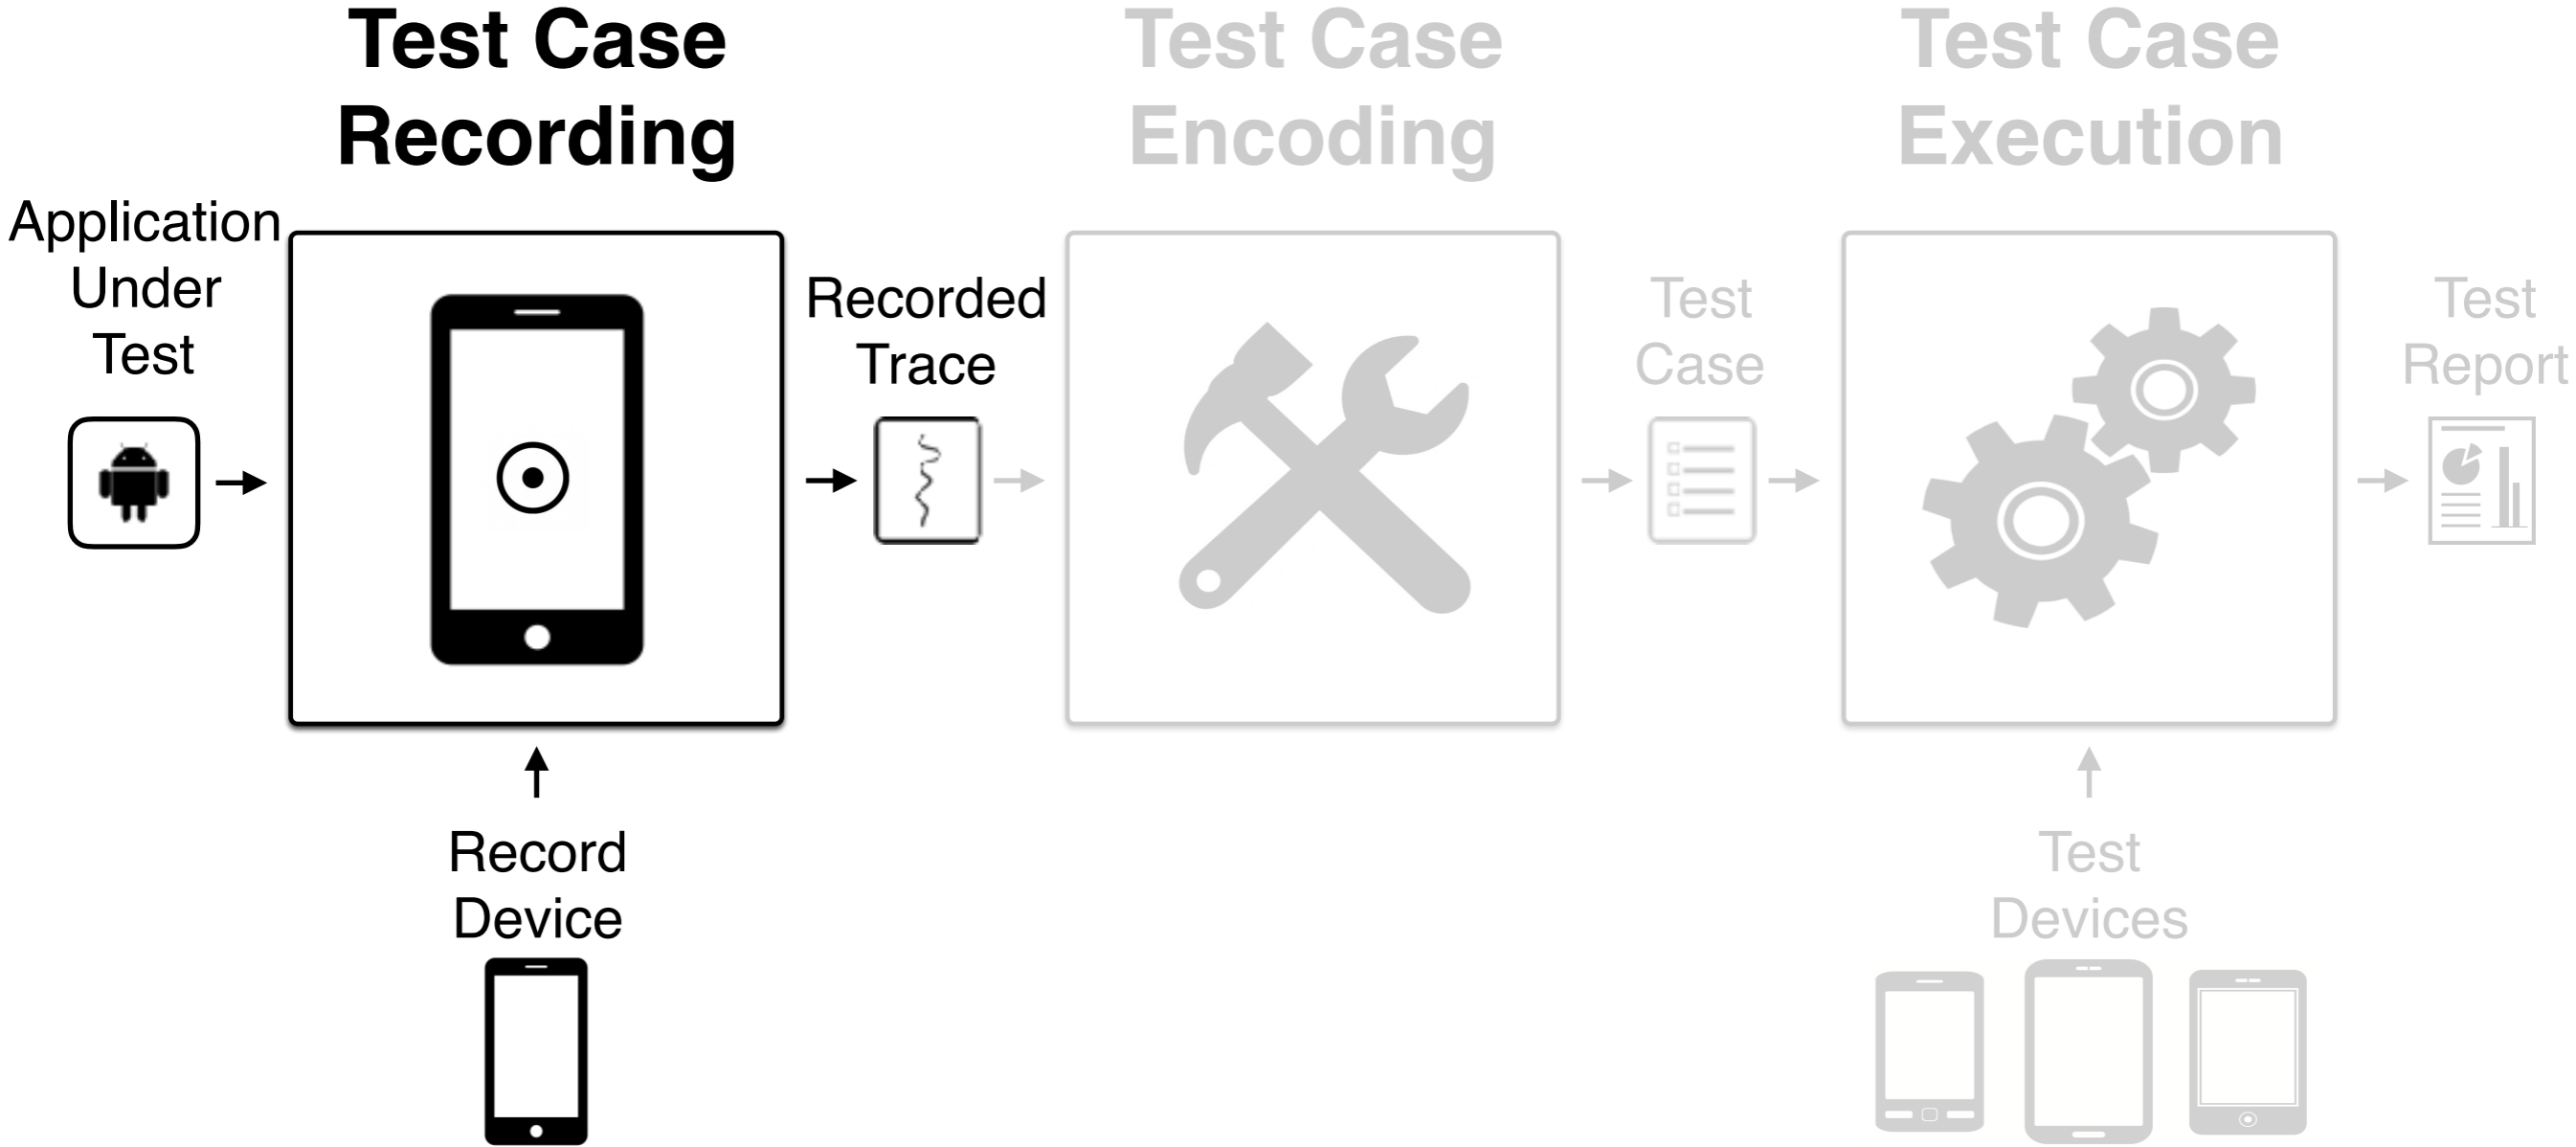 Test Case
Recording
Test Case
Encoding
Test Case
Execution
Application
Under
Test
Recorded
Trace
Test
Case
Test
Report
Record
Device
Test
Devices